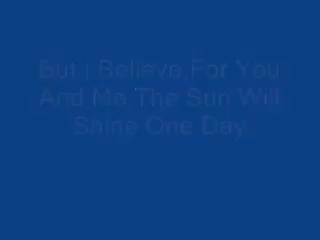 But I Believe,For You
And Me,The Sun Will
Shine One Day